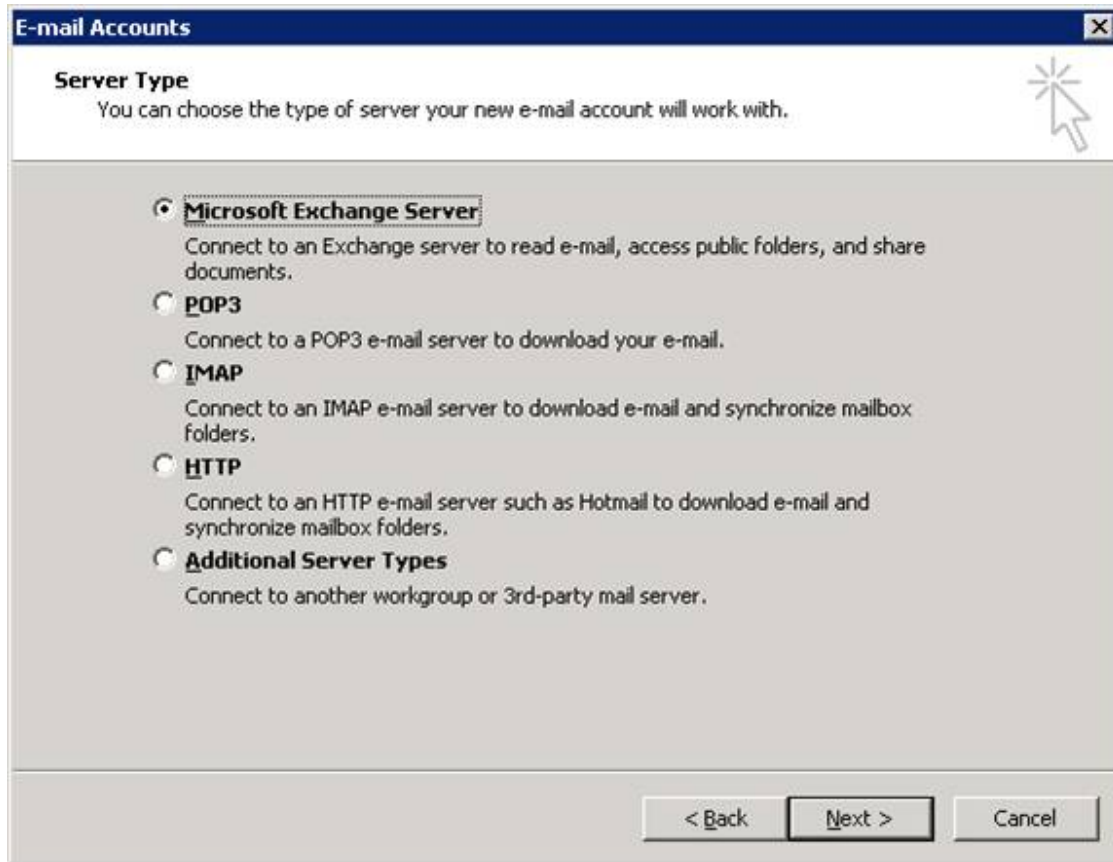 E-mail Accounts
Server Type
You can choose the type of server your new e-mail account will work with.
Microsoft Exchange Server
Connect to an Exchange server to read e-mail, access public folders, and share
documents.
POP3
Connect to a POP3 e-mail server to download your e-mail.
IMAP
Connect to an IMAP e-mail server to download e-mail and synchronize mailbox
folders.
HTTP
Connect to an HTTP e-mail server such as Hotmail to download e-mail and
synchronize mailbox folders.
Additional Server Types
Connect to another workgroup or 3rd-party mail server.
< Back Next > Cancel